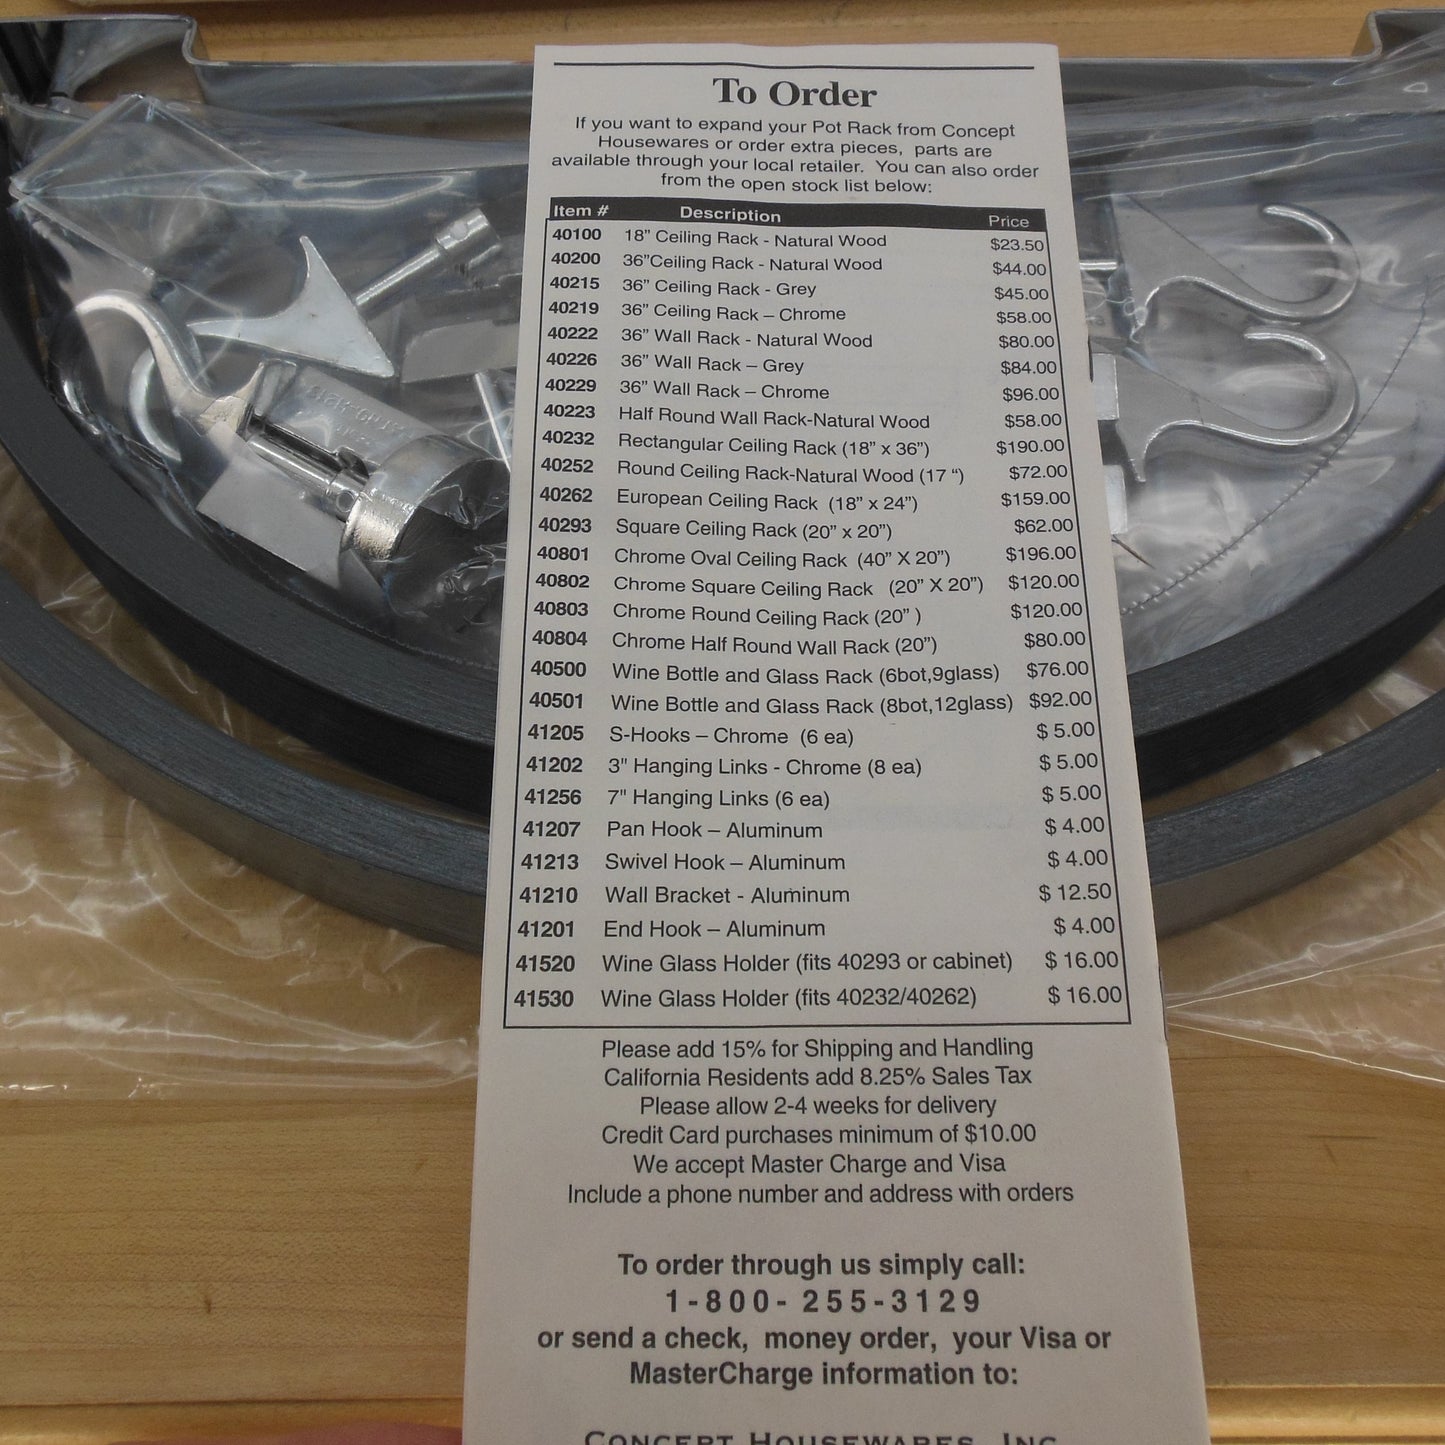 To Order
If you want to expand your Pot Rack from Concept
Housewares or order extra pieces, parts are
available through your local retailer. You can also order
from the open stock list below:
Item # Description Price
40100 18” Ceiling Rack - Natural Wood $23.50
40200 36”Ceiling Rack - Natural Wood $44.00
40215 36” Ceiling Rack - Grey $45.00
40219 36” Ceiling Rack – Chrome $58.00
40222 36” Wall Rack - Natural Wood $80.00
40226 36” Wall Rack – Grey $84.00
40229 36” Wall Rack – Chrome $96.00
40223 Half Round Wall Rack-Natural Wood $58.00
40232 Rectangular Ceiling Rack (18” x 36”) $190.00
40252 Round Ceiling Rack-Natural Wood (17 “) $72.00
40262 European Ceiling Rack (18” x 24”) $159.00
40293 Square Ceiling Rack (20” x 20”) $62.00
40801 Chrome Oval Ceiling Rack (40” X 20”) $196.00
40802 Chrome Square Ceiling Rack (20” X 20”) $120.00
40803 Chrome Round Ceiling Rack (20” ) $120.00
40804 Chrome Half Round Wall Rack (20”) $80.00
40500 Wine Bottle and Glass Rack (6bot,9glass) $76.00
40501 Wine Bottle and Glass Rack (8bot,12glass) $92.00
41205 S-Hooks – Chrome (6 ea) $ 5.00
41202 3" Hanging Links - Chrome (8 ea) $ 5.00
41256 7" Hanging Links (6 ea) $ 5.00
41207 Pan Hook – Aluminum $ 4.00
41213 Swivel Hook – Aluminum $ 4.00
41210 Wall Bracket - Aluminum $ 12.50
41201 End Hook – Aluminum $ 4.00
41520 Wine Glass Holder (fits 40293 or cabinet) $ 16.00
41530 Wine Glass Holder (fits 40232/40262) $ 16.00
Please add 15% for Shipping and Handling
California Residents add 8.25% Sales Tax
Please allow 2-4 weeks for delivery
Credit Card purchases minimum of $10.00
We accept Master Charge and Visa
Include a phone number and address with orders
To order through us simply call:
1-800- 255-3129
or send a check, money order, your Visa or
MasterCharge information to:
CONCEPT HOUSEWARES, INC